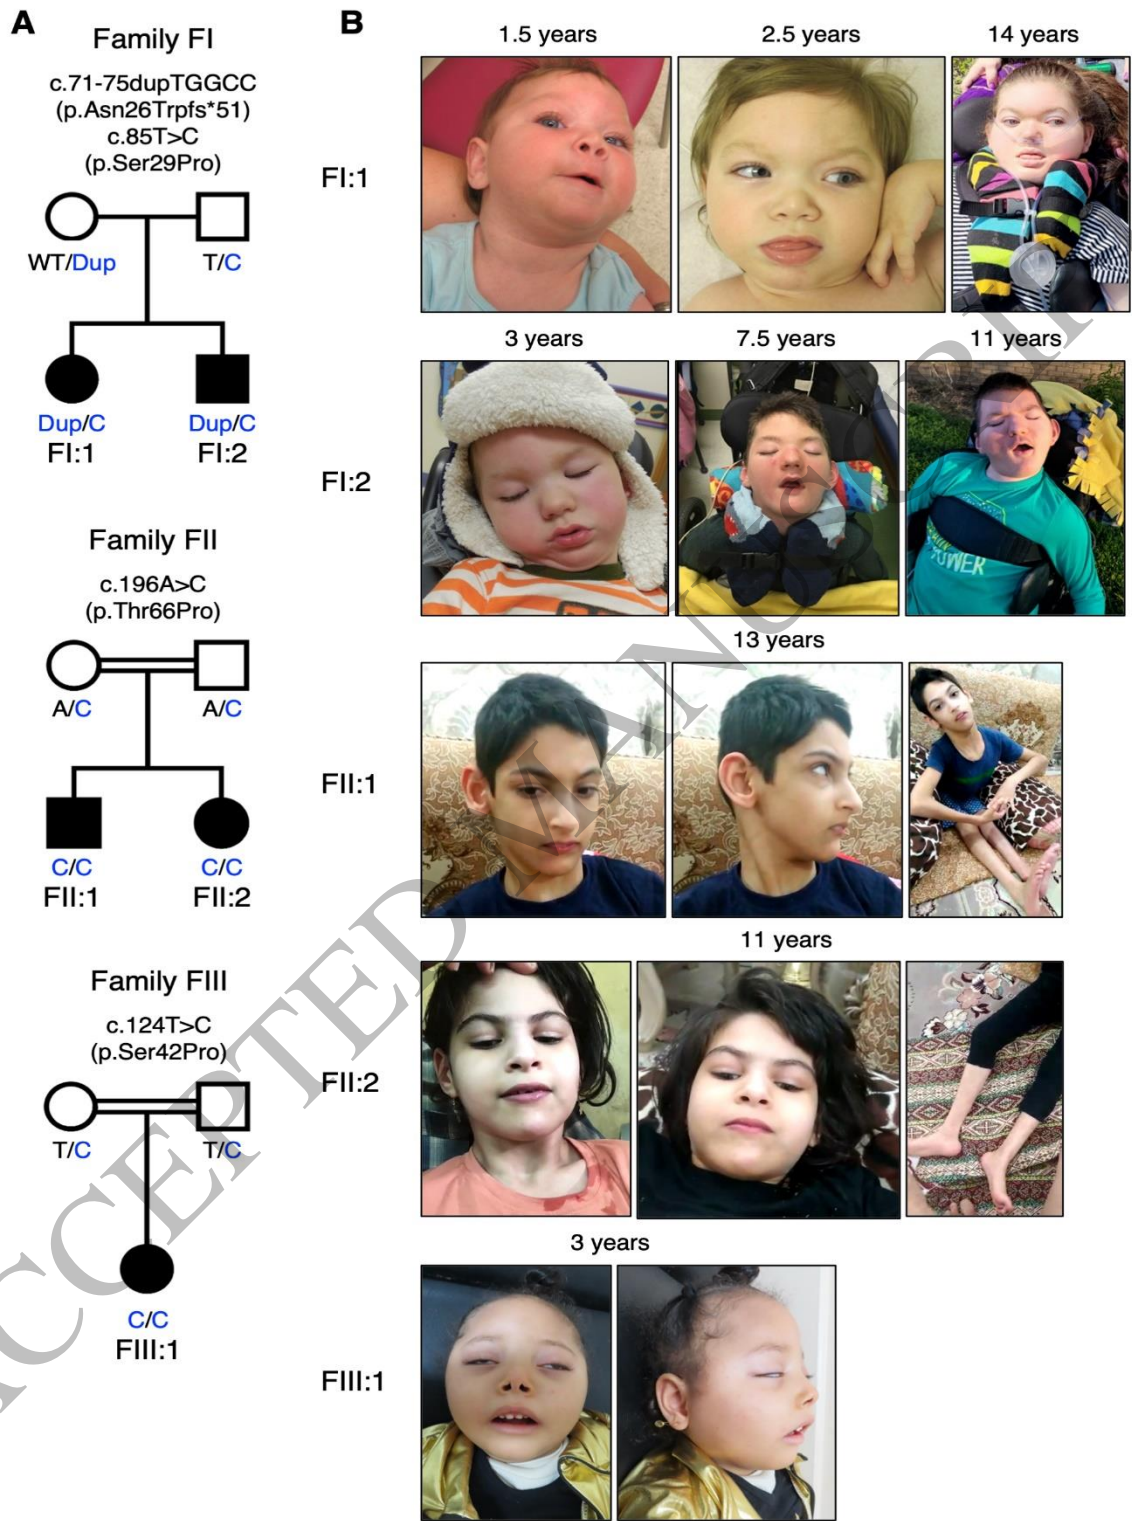 A
Family FI
c.71-75dupTGGCC
(p.Asn26Trpfs*51)
c.85T>C
(p.Ser29Pro)
WT/Dup
T/C
Dup/C
FI:1
Dup/C
FI:2
Family FII
c.196A>C
(p.Thr66Pro)
A/C
A/C
C/C
FII:1
C/C
FII:2
Family FIII
c.124T>C
(p.Ser42Pro)
T/C
T/C
C/C
FIII:1
B
1.5 years
2.5 years
14 years
FI:1
3 years
7.5 years
11 years
FI:2
POWER
13 years
FII:1
11 years
FII:2
3 years
FIII:1
ACCEPTED MANUSCRIPT